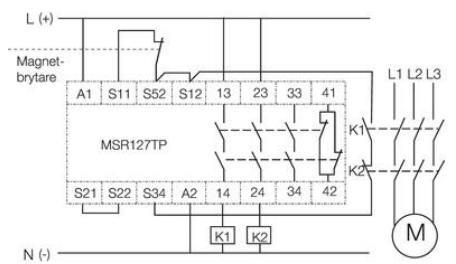 L (+)
Magnet-
brytare
A1 S11 S52 S12 13 23 33 41
L1 L2 L3
MSR127TP
K1
K2
S21 S22 S34 A2 14 24 34 42
K1 K2
M
N (-)